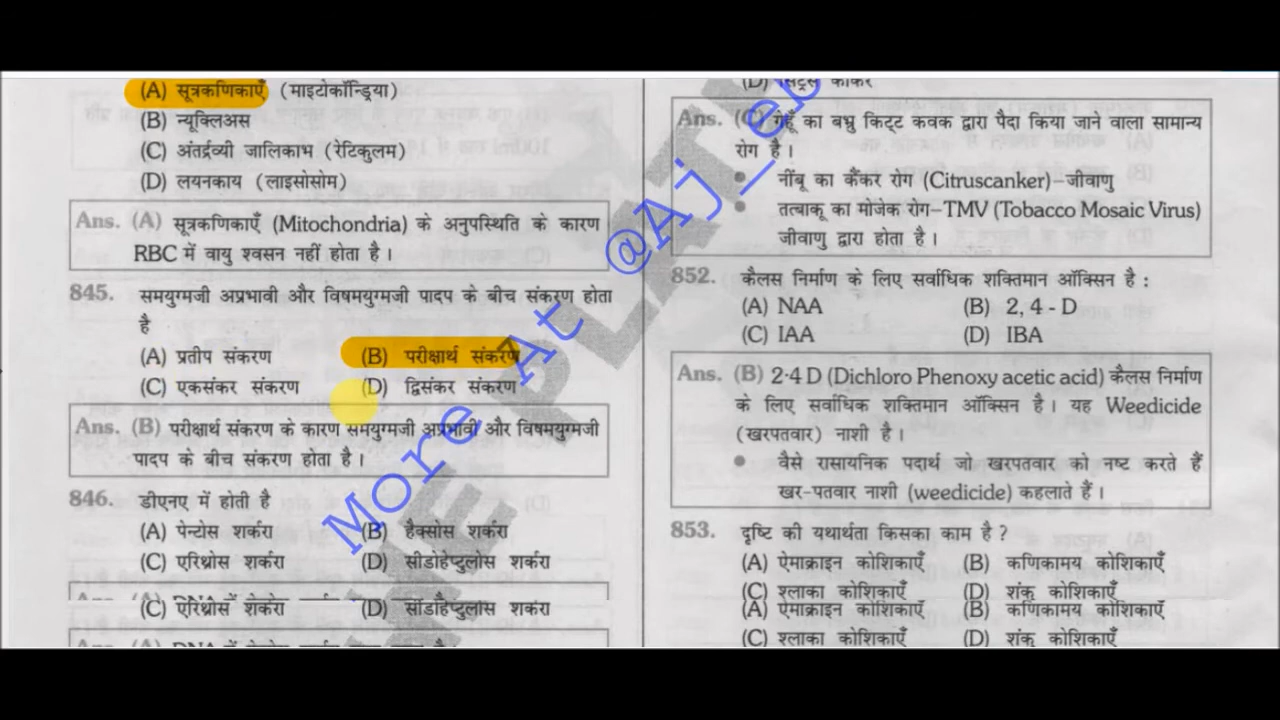 (A) सूत्रकणिकाएँ (माइटोकॉन्ड्रिया)
(B) न्यूक्लिअस
(C) अंतर्द्रव्यी जालिकाय (रेटिकुलम)
(D) लयनकाय (लाइसोसोम)
Ans. (A) सूत्रकणिकाएँ (Mitochondria) के अनुपस्थिति के कारण
RBC में वायु श्वसन नहीं होता है।
845. समयुग्मजी अप्रभावी और विषमयुग्मजी पादप के बीच संकरण होता
है
(A) प्रतीप संकरण (B) परीक्षार्थ संकरण
(C) एकसंकर संकरण (D) द्विसंकर संकरण
Ans. (B) परीक्षार्थ संकरण के कारण समयुग्मजी अप्रभावी और विषमयुग्मजी
पादप के बीच संकरण होता है।
846. डीएनए में होती है
(A) पेन्टोस शर्करा (B) हैक्सोस शर्करा
(C) एरिथ्रोस शर्करा (D) सीडोहेप्टुलोस शर्करा
(C) एरिथ्रोस शर्करा (D) सीडोहेप्टुलोस शर्करा
(D) सिट्रस कांकर
Ans. (C) गेहूँ का बभ्रु किट्ट कवक द्वारा पैदा किया जाने वाला सामान्य
रोग है।
• नींबू का कैंकर रोग (Citruscanker)–जीवाणु
• तत्बाकू का मोजेक रोग–TMV (Tobacco Mosaic Virus)
जीवाणु द्वारा होता है।
852. कैलस निर्माण के लिए सर्वाधिक शक्तिमान ऑक्सिन है :
(A) NAA (B) 2, 4 - D
(C) IAA (D) IBA
Ans. (B) 2·4 D (Dichloro Phenoxy acetic acid) कैलस निर्माण
के लिए सर्वाधिक शक्तिमान ऑक्सिन है। यह Weedicide
(खरपतवार) नाशी है।
• वैसे रासायनिक पदार्थ जो खरपतवार को नष्ट करते हैं
खर-पतवार नाशी (weedicide) कहलाते हैं।
853. दृष्टि की यथार्थता किसका काम है ?
(A) ऐमाक्राइन कोशिकाएँ (B) कणिकामय कोशिकाएँ
(C) श्लाका कोशिकाएँ (D) शंकु कोशिकाएँ
(A) ऐमाक्राइन कोशिकाएँ (B) कणिकामय कोशिकाएँ
(C) श्लाका कोशिकाएँ (D) शंकु कोशिकाएँ
More At @Aj_eb